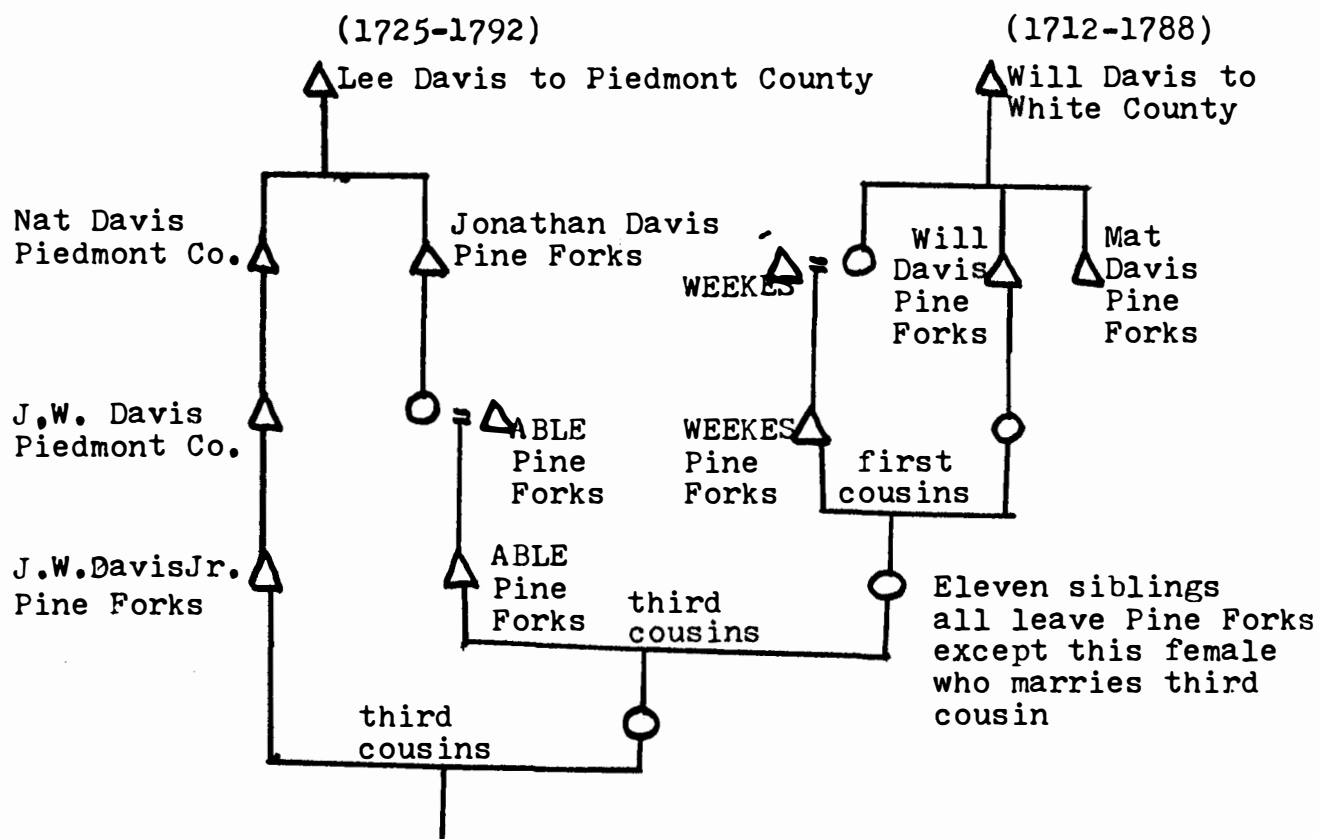 (1725-1792)
Lee Davis to Piedmont County
(1712-1788)
Will Davis to
White County
Nat Davis
Piedmont Co.
Jonathan Davis
Pine Forks
WEEKES
Will
Davis
Pine
Forks
Mat
Davis
Pine
Forks
J.W. Davis
Piedmont Co.
ABLE
Pine
Forks
WEEKES
Pine
Forks
first
cousins
J.W.DavisJr.
Pine Forks
ABLE
Pine
Forks
third
cousins
Eleven siblings
all leave Pine Forks
except this female
who marries third
cousin
third
cousins